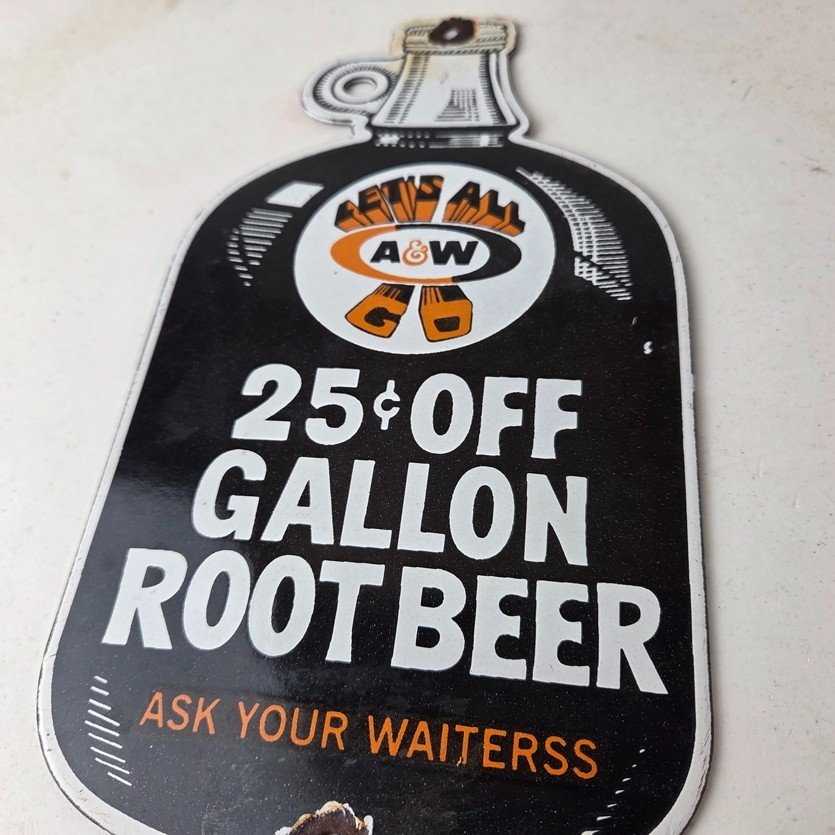 LET'S ALL
A&W
GO
25¢ OFF
GALLON
ROOT BEER
ASK YOUR WAITERSS